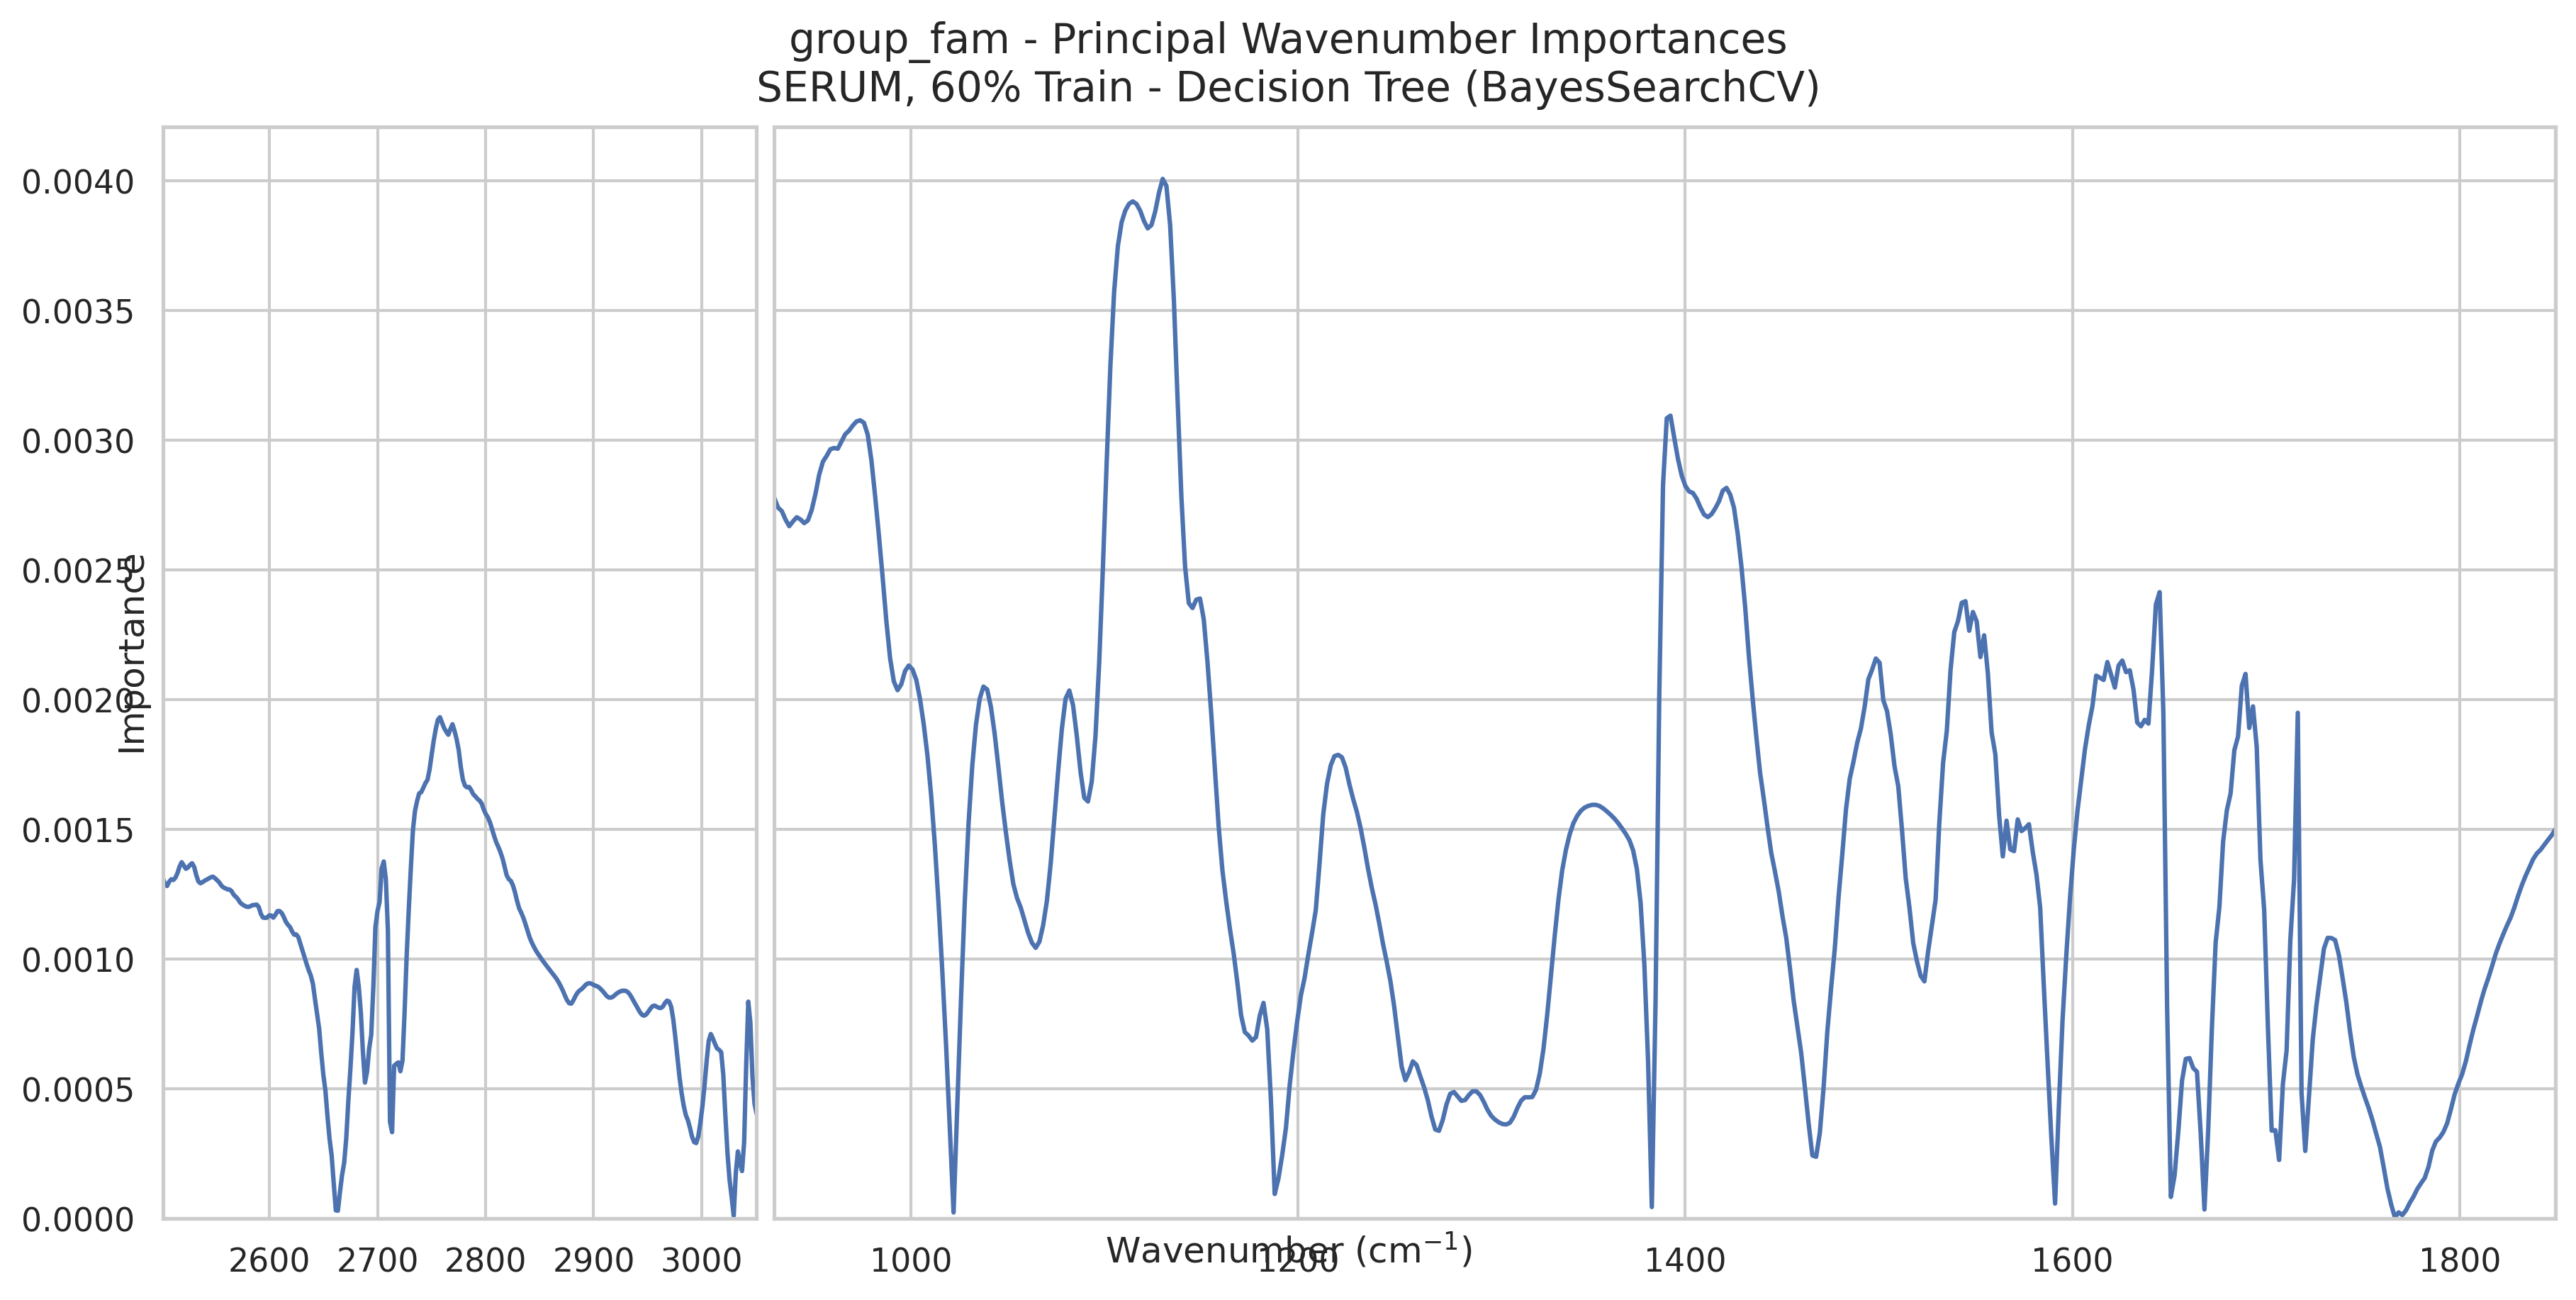 group_fam - Principal Wavenumber Importances
SERUM, 60% Train - Decision Tree (BayesSearchCV)
Importance
0.0040
0.0035
0.0030
0.0025
0.0020
0.0015
0.0010
0.0005
0.0000
2600 2700 2800 2900 3000 1000 1200 1400 1600 1800
Wavenumber (cm⁻¹)